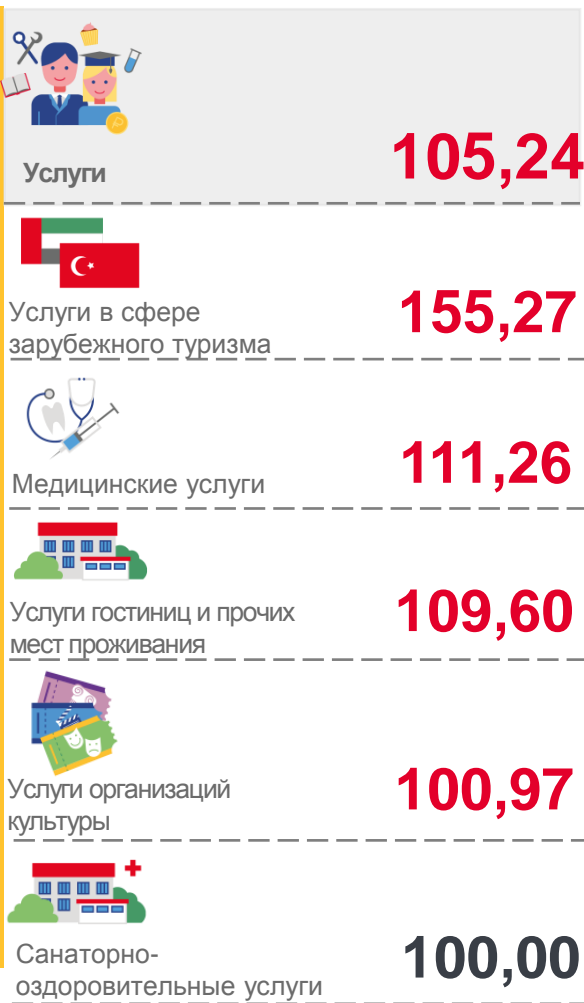 Услуги
105,24
Услуги в сфере
зарубежного туризма
155,27
Медицинские услуги
111,26
Услуги гостиниц и прочих
мест проживания
109,60
Услуги организаций
культуры
100,97
Санаторно-
оздоровительные услуги
100,00